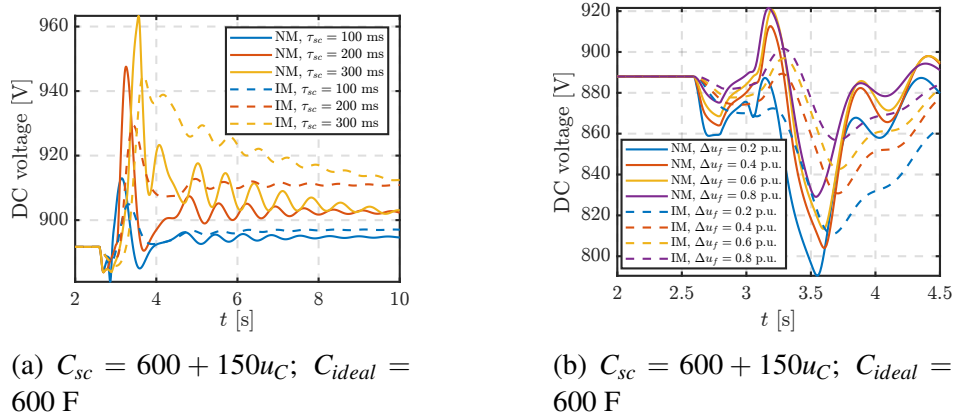 960
930
900
DC voltage [V]
NM, τsc = 100 ms
NM, τsc = 200 ms
NM, τsc = 300 ms
IM, τsc = 100 ms
IM, τsc = 200 ms
IM, τsc = 300 ms
2 4 6 8 10
t [s]
(a) Csc = 600 + 150uC; Cideal =
600 F
920
880
860
840
800
DC voltage [V]
NM, Δuf = 0.2 p.u.
NM, Δuf = 0.4 p.u.
NM, Δuf = 0.6 p.u.
NM, Δuf = 0.8 p.u.
IM, Δuf = 0.2 p.u.
IM, Δuf = 0.4 p.u.
IM, Δuf = 0.6 p.u.
IM, Δuf = 0.8 p.u.
2 2.5 3 3.5 4 4.5
t [s]
(b) Csc = 600 + 150uC; Cideal =
600 F